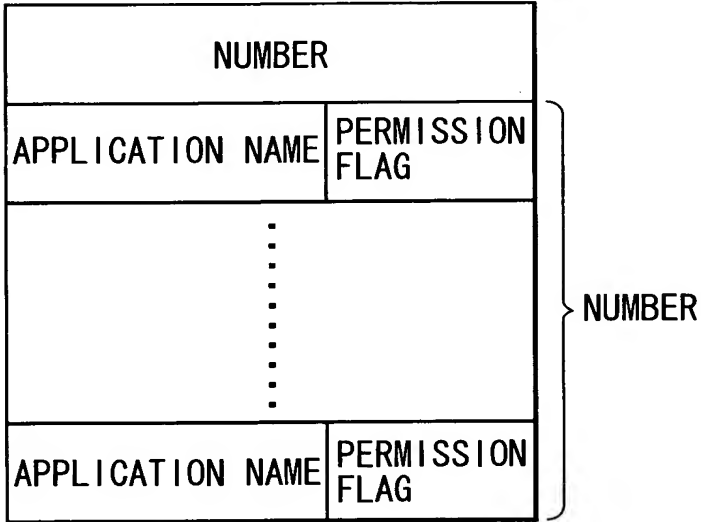 NUMBER
APPLICATION NAME
PERMISSION
FLAG
NUMBER
APPLICATION NAME
PERMISSION
FLAG